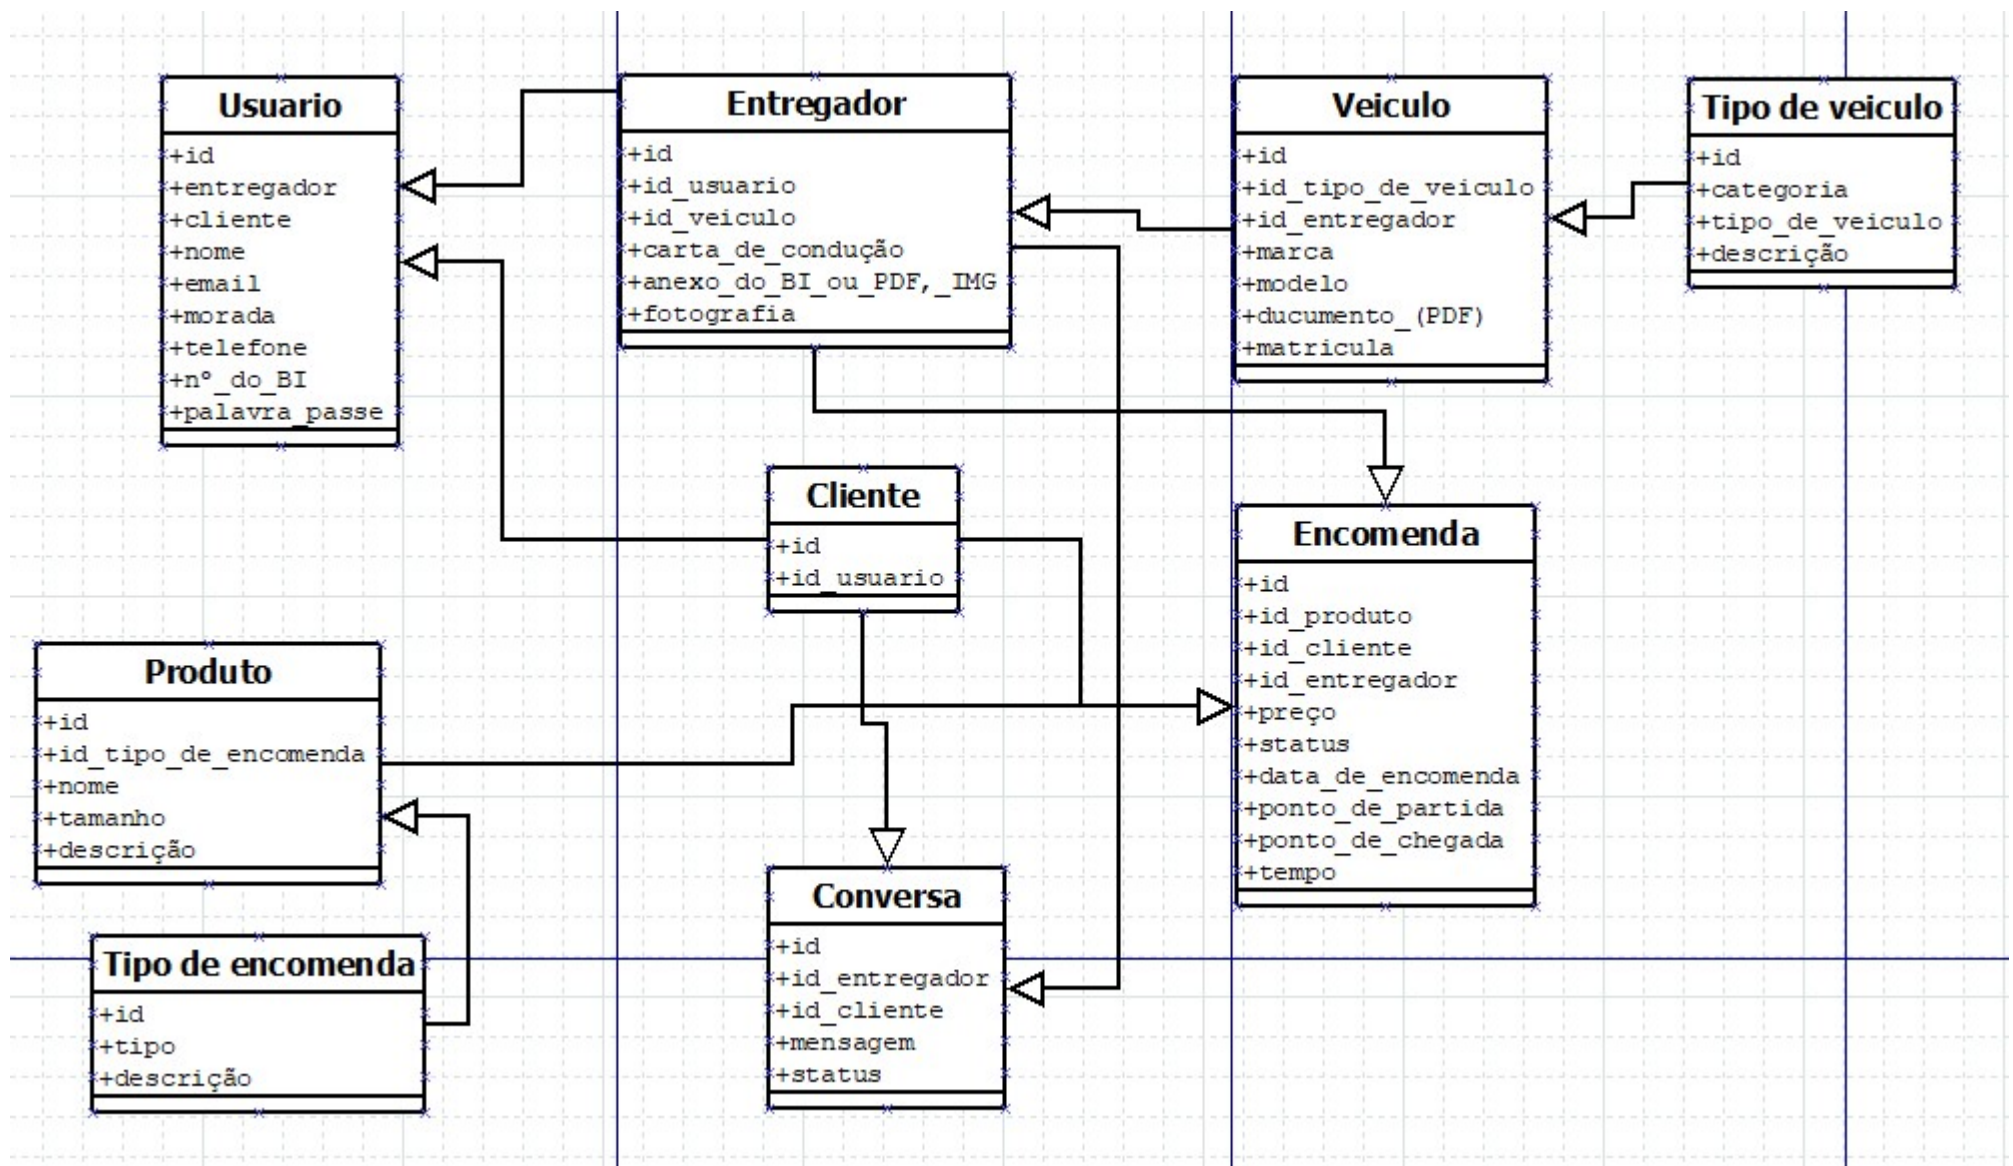 Usuario
+id
+entregador
+cliente
+nome
+email
+morada
+telefone
+nº_do_BI
+palavra_passe
Entregador
+id
+id_usuario
+id_veiculo
+carta_de_condução
+anexo_do_BI_ou_PDF,_IMG
+fotografia
Veiculo
+id
+id_tipo_de_veiculo
+id_entregador
+marca
+modelo
+ducumento_(PDF)
+matricula
Tipo de veiculo
+id
+categoria
+tipo_de_veiculo
+descrição
Cliente
+id
+id_usuario
Encomenda
+id
+id_produto
+id_cliente
+id_entregador
+preço
+status
+data_de_encomenda
+ponto_de_partida
+ponto_de_chegada
+tempo
Produto
+id
+id_tipo_de_encomenda
+nome
+tamanho
+descrição
Conversa
+id
+id_entregador
+id_cliente
+mensagem
+status
Tipo de encomenda
+id
+tipo
+descrição